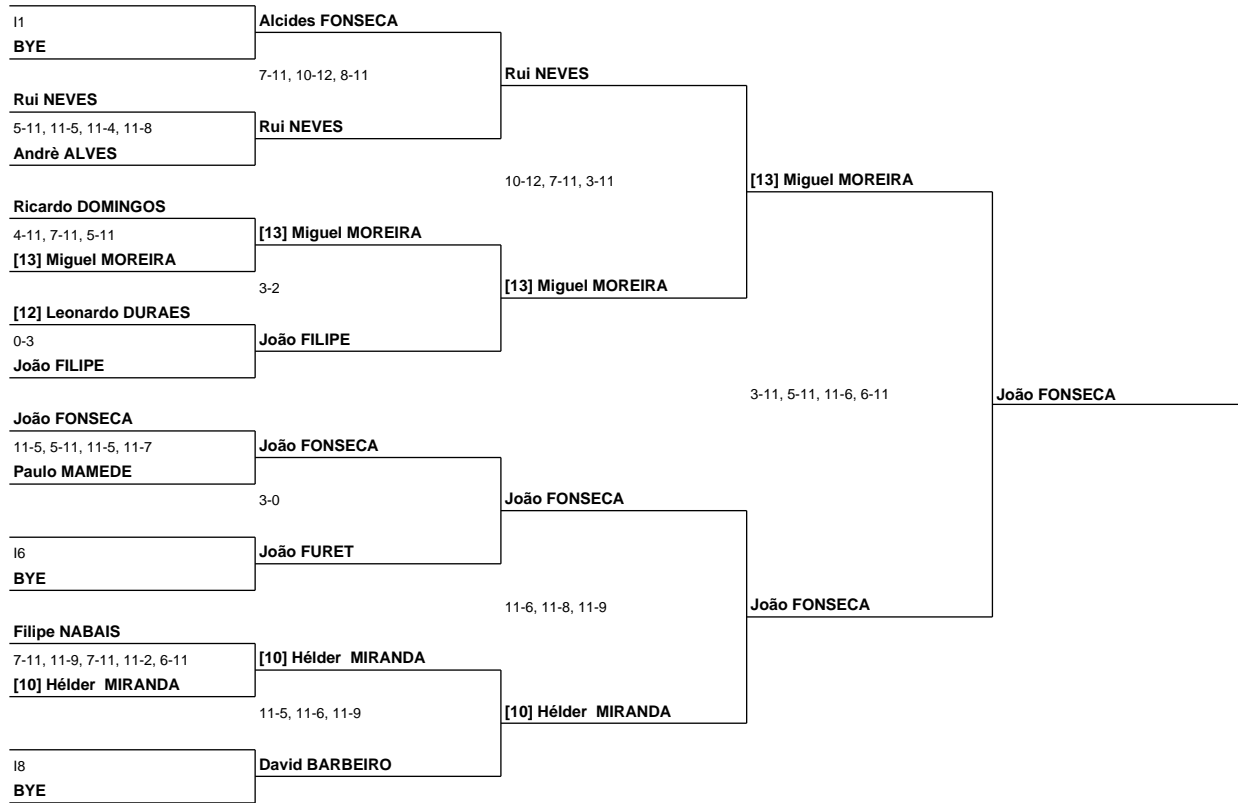 I1
BYE
Rui NEVES
5-11, 11-5, 11-4, 11-8
Andrè ALVES
Ricardo DOMINGOS
4-11, 7-11, 5-11
[13] Miguel MOREIRA
[12] Leonardo DURAES
0-3
João FILIPE
João FONSECA
11-5, 5-11, 11-5, 11-7
Paulo MAMEDE
I6
BYE
Filipe NABAIS
7-11, 11-9, 7-11, 11-2, 6-11
[10] Hélder  MIRANDA
I8
BYE
Alcides FONSECA
7-11, 10-12, 8-11
Rui NEVES
[13] Miguel MOREIRA
3-2
João FILIPE
João FONSECA
3-0
João FURET
[10] Hélder  MIRANDA
11-5, 11-6, 11-9
David BARBEIRO
Rui NEVES
10-12, 7-11, 3-11
[13] Miguel MOREIRA
João FONSECA
11-6, 11-8, 11-9
[10] Hélder  MIRANDA
[13] Miguel MOREIRA
3-11, 5-11, 11-6, 6-11
João FONSECA
João FONSECA